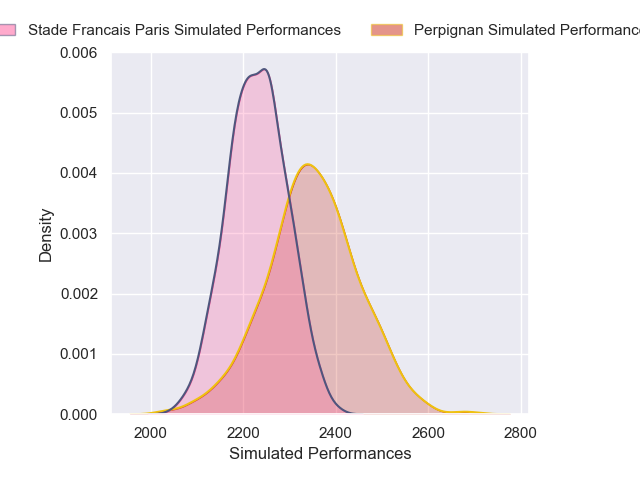 Stade Francais Paris Simulated Performances Perpignan Simulated Performanc
0.006
0.005
0.004
0.003
0.002
0.001
0.000
Density
2000 2200 2400 2600 2800
Simulated Performances